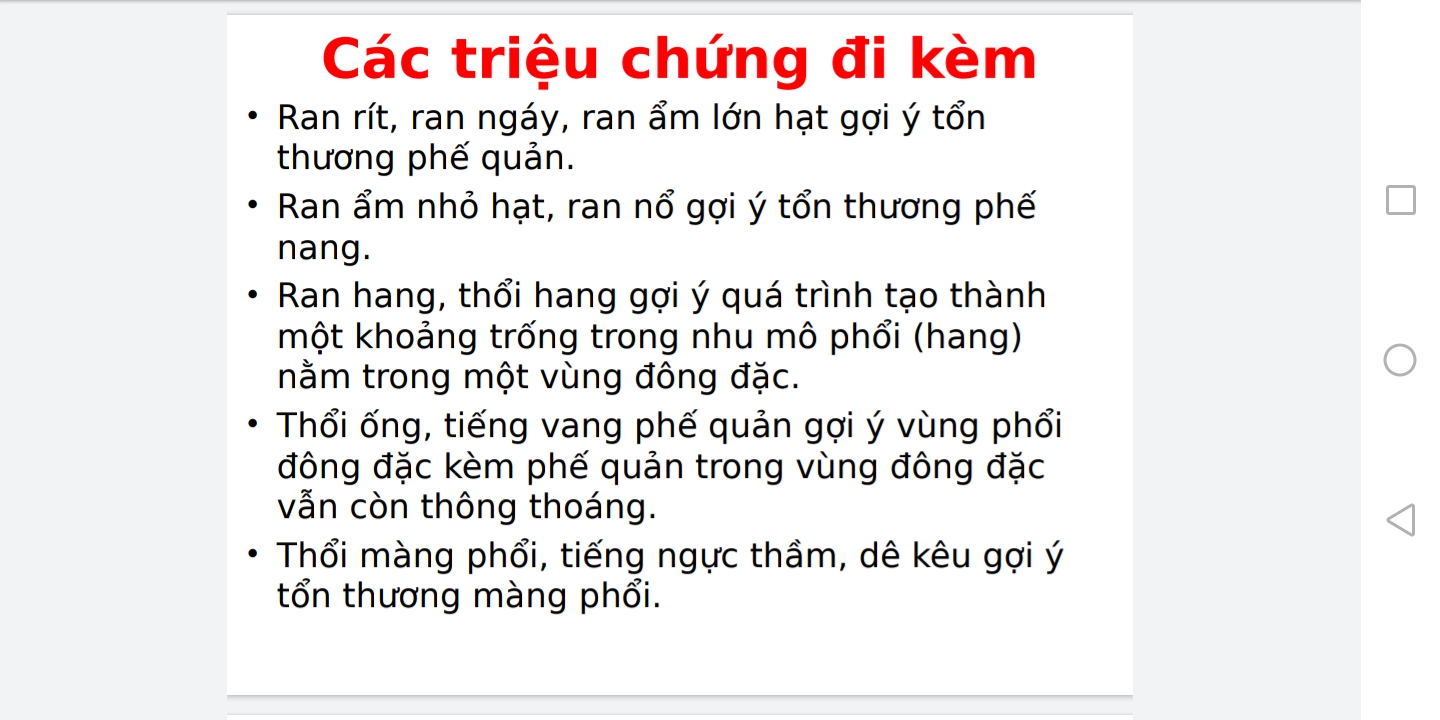 Các triệu chứng đi kèm
• Ran rít, ran ngáy, ran ẩm lớn hạt gợi ý tổn
thương phế quản.
• Ran ẩm nhỏ hạt, ran nổ gợi ý tổn thương phế
nang.
• Ran hang, thổi hang gợi ý quá trình tạo thành
một khoảng trống trong nhu mô phổi (hang)
nằm trong một vùng đông đặc.
• Thổi ống, tiếng vang phế quản gợi ý vùng phổi
đông đặc kèm phế quản trong vùng đông đặc
vẫn còn thông thoáng.
• Thổi màng phổi, tiếng ngực thầm, dê kêu gợi ý
tổn thương màng phổi.